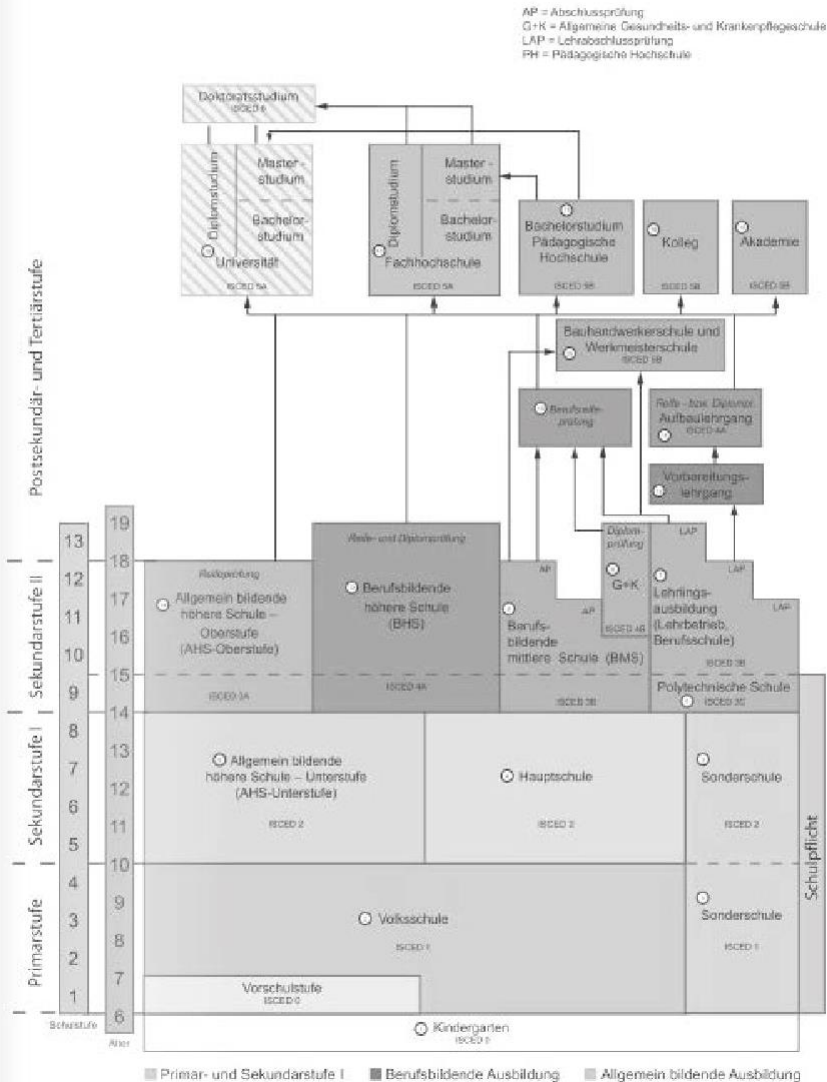 AP = Abschlussprüfung
G+K = Allgemeine Gesundheits- und Krankenpflegeschule
LAP = Lehrabschlussprüfung
PH = Pädagogische Hochschule
Doktoratsstudium
ISCED 6
Diplomstudium
Master-
studium
Bachelor-
studium
Universität
ISCED 5A
Diplomstudium
Master-
studium
Bachelor-
studium
Fachhochschule
ISCED 5A
Bachelorstudium
Pädagogische
Hochschule
ISCED 5B
Kolleg
ISCED 5B
Akademie
ISCED 5B
Bauhandwerkerschule und
Werkmeisterschule
ISCED 5B
Berufsreife-
prüfung
Reife- bzw. Diplompr.
Aufbaulehrgang
ISCED 4A
Vorbereitungs-
lehrgang
Postsekundär- und Tertiärstufe
Sekundarstufe II
Sekundarstufe I
Primarstufe
13
12
11
10
9
8
7
6
5
4
3
2
1
Schulstufe
19
18
17
16
15
14
13
12
11
10
9
8
7
6
Alter
Reifeprüfung
Allgemein bildende
höhere Schule –
Oberstufe
(AHS-Oberstufe)
ISCED 3A
Reife- und Diplomprüfung
Berufsbildende
höhere Schule
(BHS)
ISCED 4A
AP
AP
Berufs-
bildende
mittlere Schule (BMS)
ISCED 3B
Diplom-
prüfung
G+K
ISCED 4B
LAP
LAP
LAP
Lehrlings-
ausbildung
(Lehrbetrieb,
Berufsschule)
ISCED 3B
Polytechnische Schule
ISCED 3C
Allgemein bildende
höhere Schule – Unterstufe
(AHS-Unterstufe)
ISCED 2
Hauptschule
ISCED 2
Sonderschule
ISCED 2
Volksschule
ISCED 1
Sonderschule
ISCED 1
Vorschulstufe
ISCED 0
Kindergarten
ISCED 0
Schulpflicht
Primar- und Sekundarstufe I
Berufsbildende Ausbildung
Allgemein bildende Ausbildung